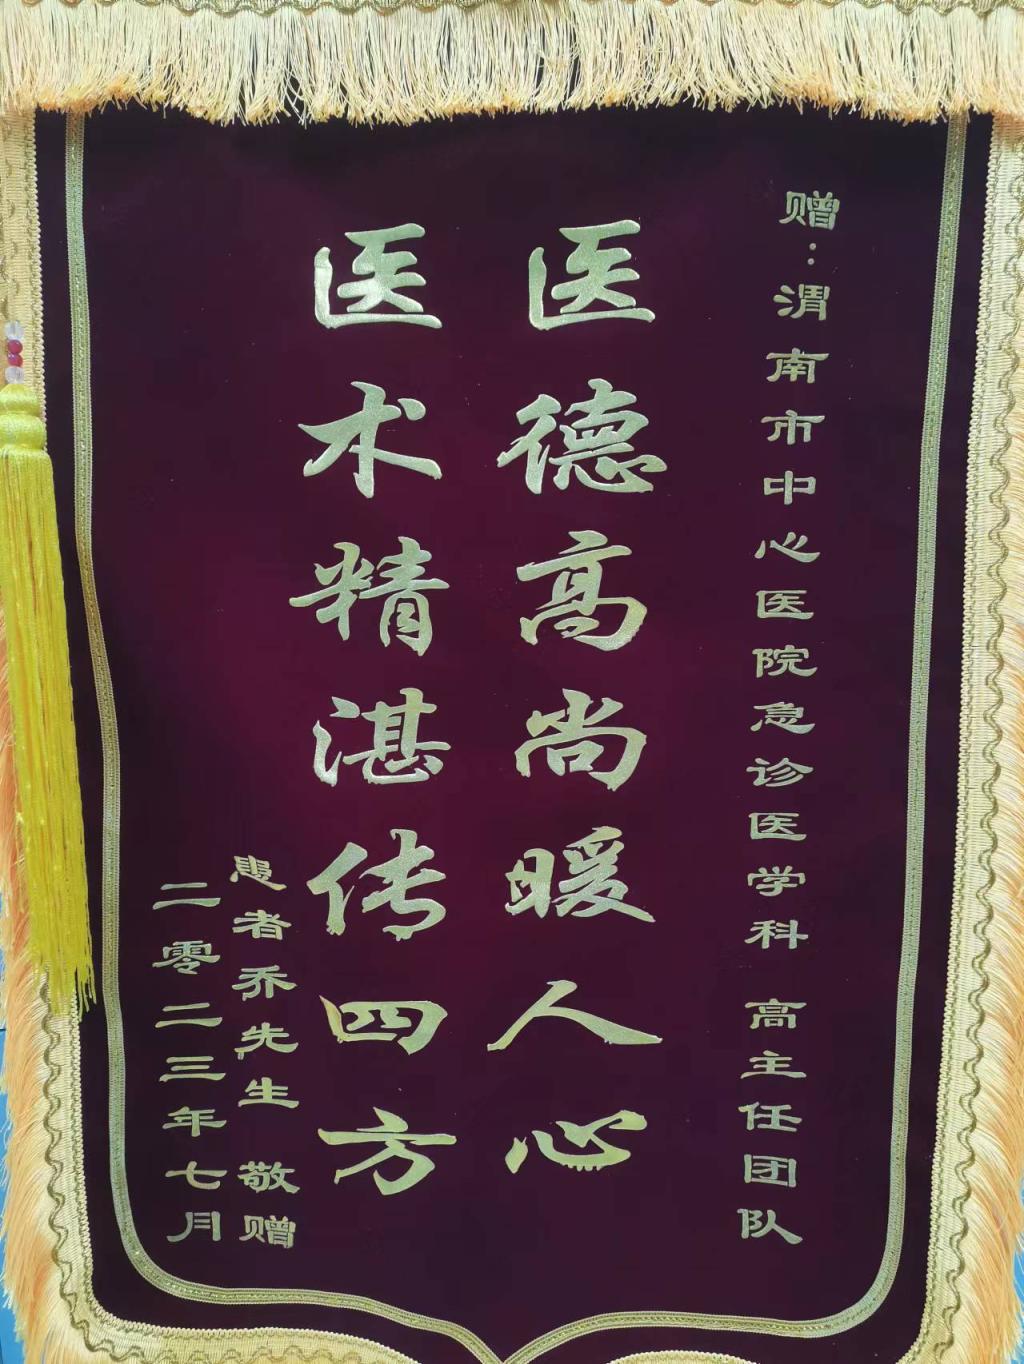 赠：渭南市中心医院急诊医学科 高主任团队
医德高尚暖人心
医术精湛传四方
患者乔先生 敬赠
二零二三年七月